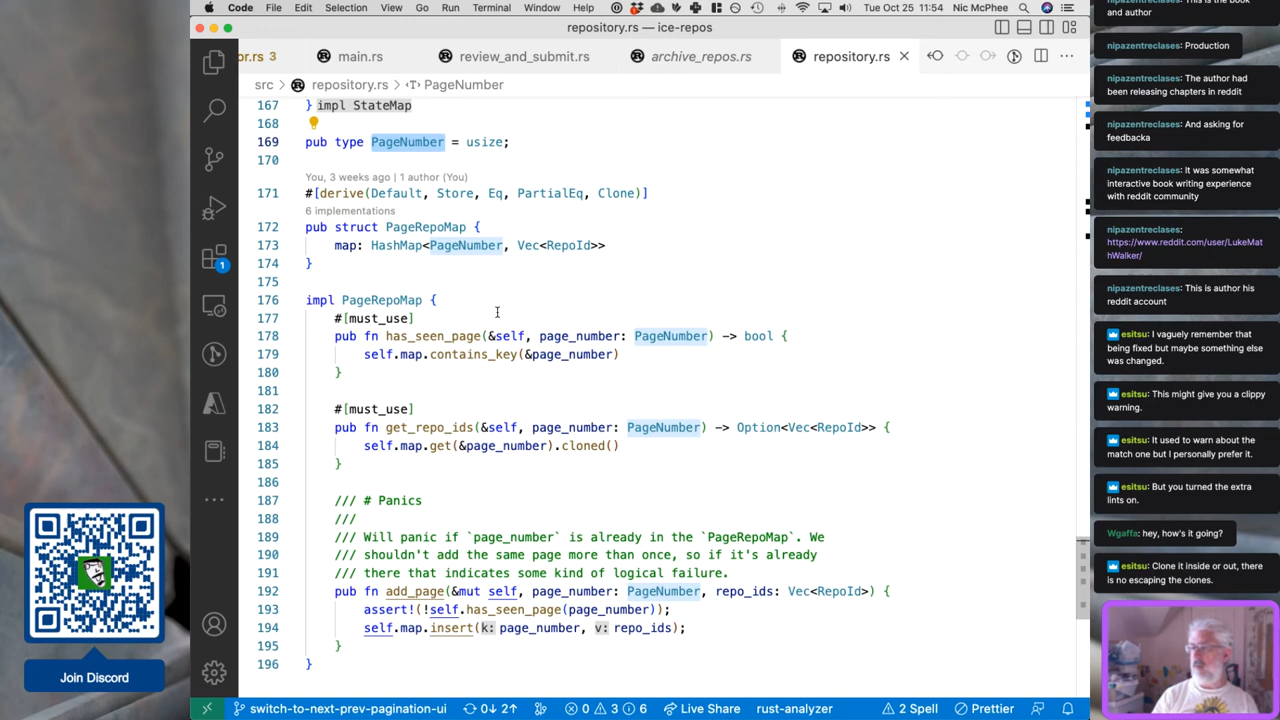 Code File Edit Selection View Go Run Terminal Window Help Tue Oct 25 11:54 Nic McPhee
repository.rs — ice-repos
or.rs 3 main.rs review_and_submit.rs archive_repos.rs repository.rs
src > repository.rs > PageNumber
167 } impl StateMap
168
169 pub type PageNumber = usize;
170
You, 3 weeks ago | 1 author (You)
171 #[derive(Default, Store, Eq, PartialEq, Clone)]
6 implementations
172 pub struct PageRepoMap {
173 map: HashMap<PageNumber, Vec<RepoId>>
174 }
175
176 impl PageRepoMap {
177 #[must_use]
178 pub fn has_seen_page(&self, page_number: PageNumber) -> bool {
179 self.map.contains_key(&page_number)
180 }
181
182 #[must_use]
183 pub fn get_repo_ids(&self, page_number: PageNumber) -> Option<Vec<RepoId>> {
184 self.map.get(&page_number).cloned()
185 }
186
187 /// # Panics
188 ///
189 /// Will panic if `page_number` is already in the `PageRepoMap`. We
190 /// shouldn't add the same page more than once, so if it's already
191 /// there that indicates some kind of logical failure.
192 pub fn add_page(&mut self, page_number: PageNumber, repo_ids: Vec<RepoId>) {
193 assert!(!self.has_seen_page(page_number));
194 self.map.insert(k: page_number, v: repo_ids);
195 }
196 }
1
switch-to-next-prev-pagination-ui 0↓ 2↑ 0 3 6 Live Share rust-analyzer 2 Spell Prettier
Join Discord
nipazentreclases: This is the book
and author
nipazentreclases: Production
nipazentreclases: The author had
been releasing chapters in reddit
nipazentreclases: And asking for
feedbacka
nipazentreclases: It was somewhat
interactive book writing experience
with reddit community
nipazentreclases:
https://www.reddit.com/user/LukeMat
hWalker/
nipazentreclases: This is author his
reddit account
esitsu: I vaguely remember that
being fixed but maybe something else
was changed.
esitsu: This might give you a clippy
warning.
esitsu: It used to warn about the
match one but I personally prefer it.
esitsu: But you turned the extra
lints on.
Wgaffa: hey, how's it going?
esitsu: Clone it inside or out, there
is no escaping the clones.